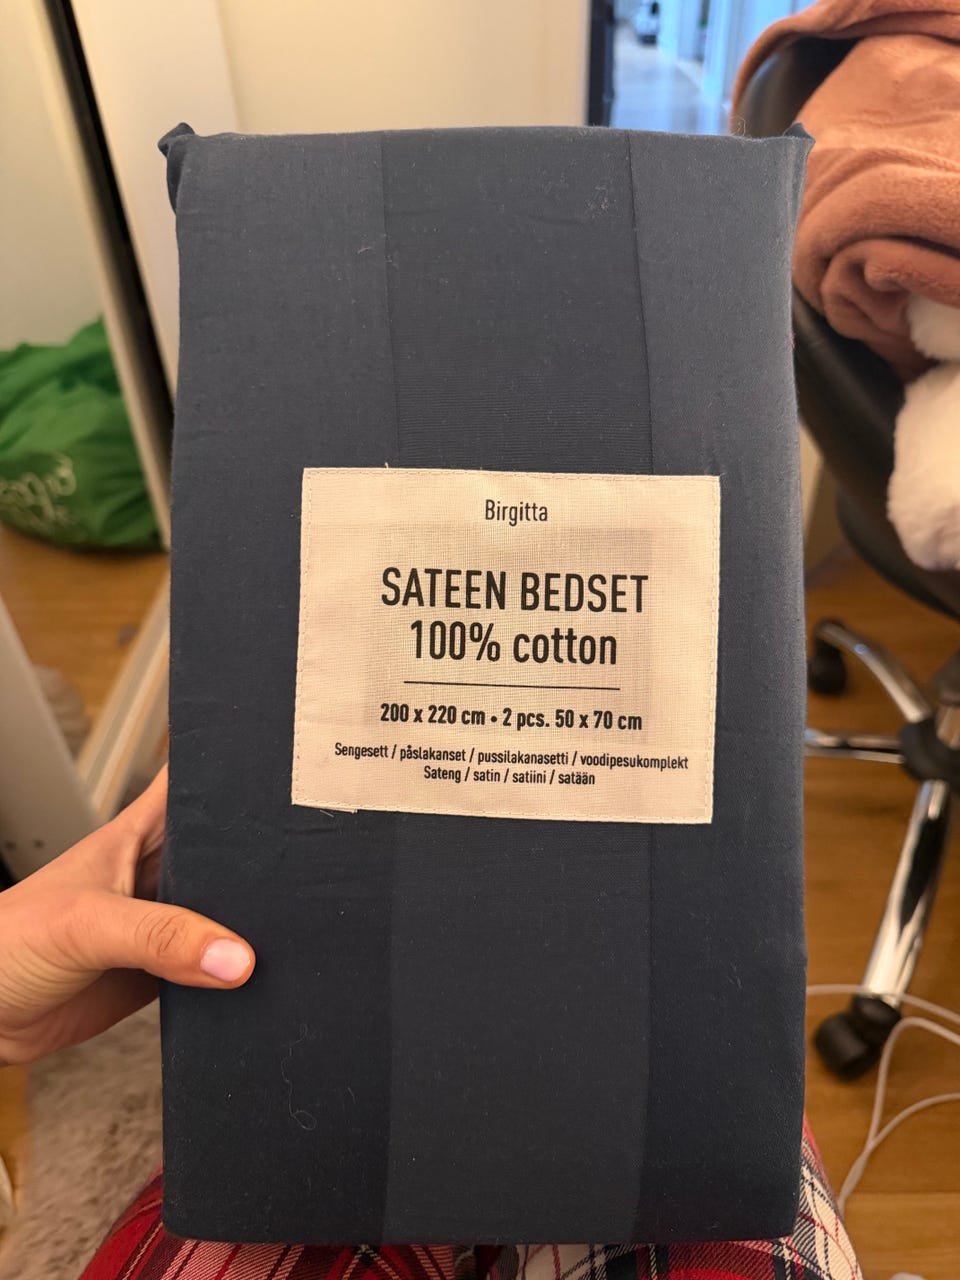 Birgitta
SATEEN BEDSET
100% cotton
200 x 220 cm • 2 pcs. 50 x 70 cm
Sengesett / påslakanset / pussilakanasetti / voodipesukomplekt
Sateng / satin / satiini / satään